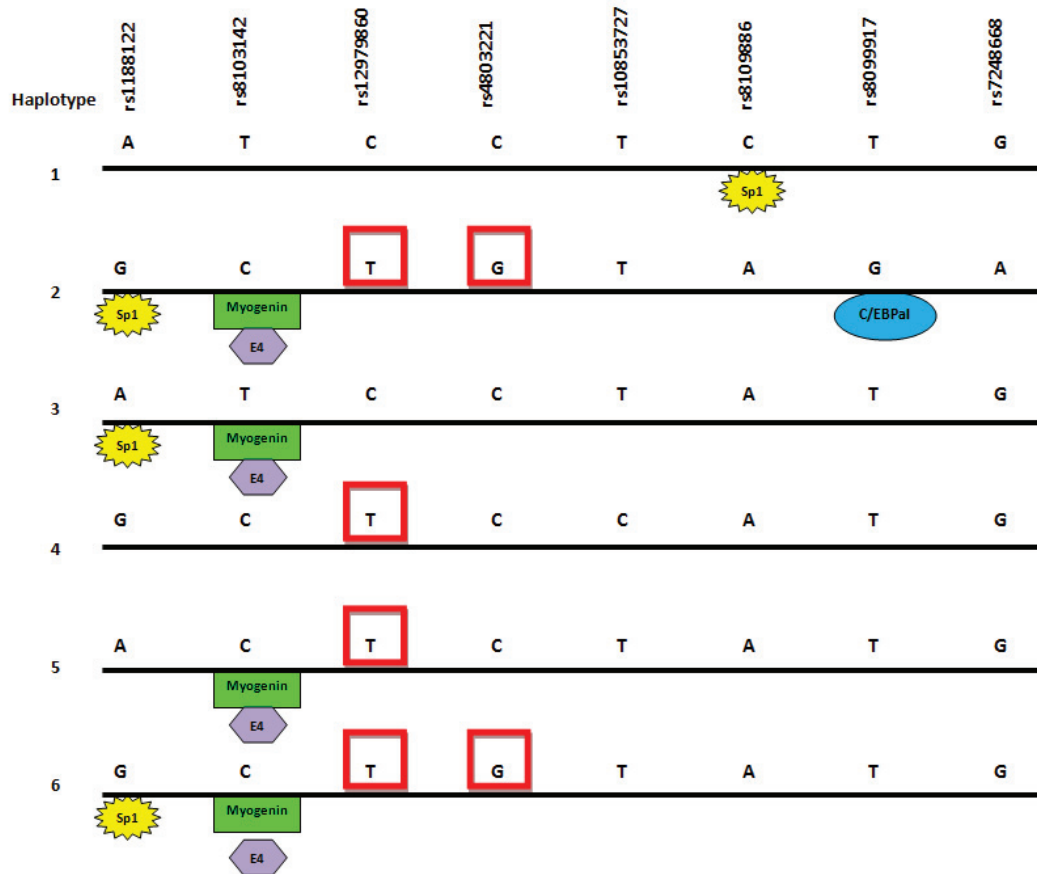 rs1188122 rs8103142 rs12979860 rs4803221 rs10853727 rs8109886 rs8099917 rs7248668
Haplotype
A T C C T C T G
1
Sp1
G C T G T A G A
2
Sp1 Myogenin C/EBPal
E4
A T C C T A T G
3
Sp1 Myogenin
E4
G C T C C A T G
4
A C T C T A T G
5
Myogenin
E4
G C T G T A T G
6
Sp1 Myogenin
E4